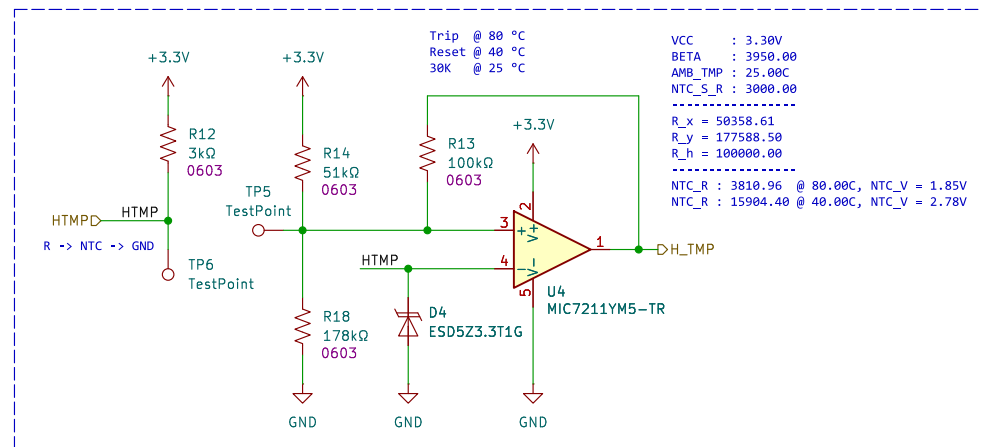 Trip  @ 80 °C
Reset @ 40 °C
30K   @ 25 °C
VCC     : 3.30V
BETA    : 3950.00
AMB_TMP : 25.00C
NTC_S_R : 3000.00
-----------------
R_x = 50358.61
R_y = 177588.50
R_h = 100000.00
-----------------
NTC_R : 3810.96  @ 80.00C, NTC_V = 1.85V
NTC_R : 15904.40 @ 40.00C, NTC_V = 2.78V
+3.3V
R12
3kΩ
0603
HTMP
HTMP
R -> NTC -> GND
TP6
TestPoint
+3.3V
R14
51kΩ
0603
TP5
TestPoint
R18
178kΩ
0603
GND
R13
100kΩ
0603
HTMP
D4
ESD5Z3.3T1G
GND
+3.3V
2
3
4
5
1
+
-
V+
V-
U4
MIC7211YM5-TR
GND
H_TMP